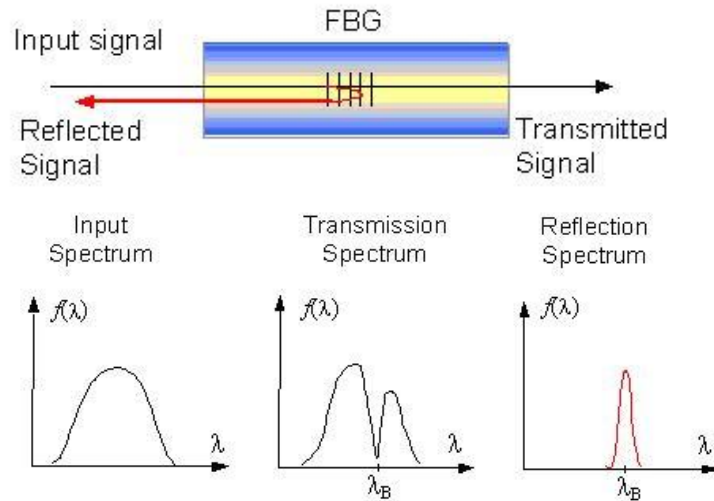 FBG
Input signal
Reflected
Signal
Transmitted
Signal
Input
Spectrum
Transmission
Spectrum
Reflection
Spectrum
f(λ)
λ
f(λ)
λ
λB
f(λ)
λ
λB